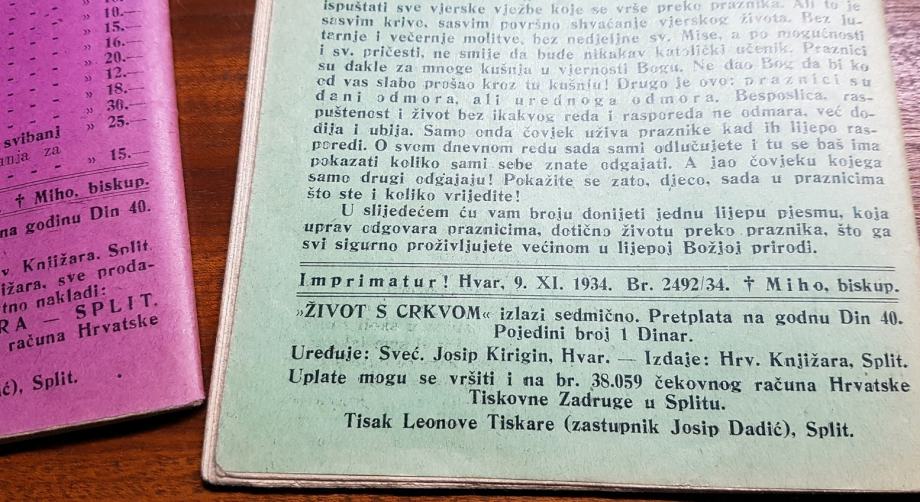 10.—
15.—
16.—
20.—
12.—
18.—
30.—
svibanj » 25.—
anja za
» 15.—
† Miho, biskup.
na godinu Din 40.
v. Knjižara. Split.
ižara, sve proda-
tno nakladi:
RA — SPLIT.
računa Hrvatske
ić), Split.
ispuštati sve vjerske vježbe koje se vrše preko praznika. Ali to je
sasvim krivo, sasvim površno shvaćanje vjerskog života. Bez ju-
ternje i večernje molitve, bez nedjeljne sv. Mise, a po mogućnosti
i sv. pričesti, ne smije da bude nikakav katolički učenik. Praznici
su dakle za mnoge kušnja u vjernosti Bogu. Ne dao Bog da bi ko
od vas slabo prošao kroz tu kušnju! Drugo je ovo: praznici su
dani odmora, ali urednoga odmora. Besposlica, ras-
puštenost i život bez ikakvog reda i rasporeda ne odmara, već do-
dija i ubija. Samo onda čovjek uživa praznike kad ih lijepo ras-
poredi. O svom dnevnom redu sada sami odlučujete i tu se baš ima
pokazati koliko sami sebe znate odgajati. A jao čovjeku kojega
samo drugi odgajaju! Pokažite se zato, djeco, sada u praznicima
što ste i koliko vrijedite!
U slijedećem ću vam broju donijeti jednu lijepu pjesmu, koja
uprav odgovara praznicima, dotično životu preko praznika, što ga
svi sigurno proživljujete većinom u lijepoj Božjoj prirodi.
Imprimatur! Hvar, 9. XI. 1934. Br. 2492/34. † Miho, biskup.
»ŽIVOT S CRKVOM« izlazi sedmično. Pretplata na godnu Din 40.
Pojedini broj 1 Dinar.
Uređuje: Sveć. Josip Kirigin, Hvar. — Izdaje: Hrv. Knjižara, Split.
Uplate mogu se vršiti i na br. 38.059 čekovnog računa Hrvatske
Tiskovne Zadruge u Splitu.
Tisak Leonove Tiskare (zastupnik Josip Dadić), Split.